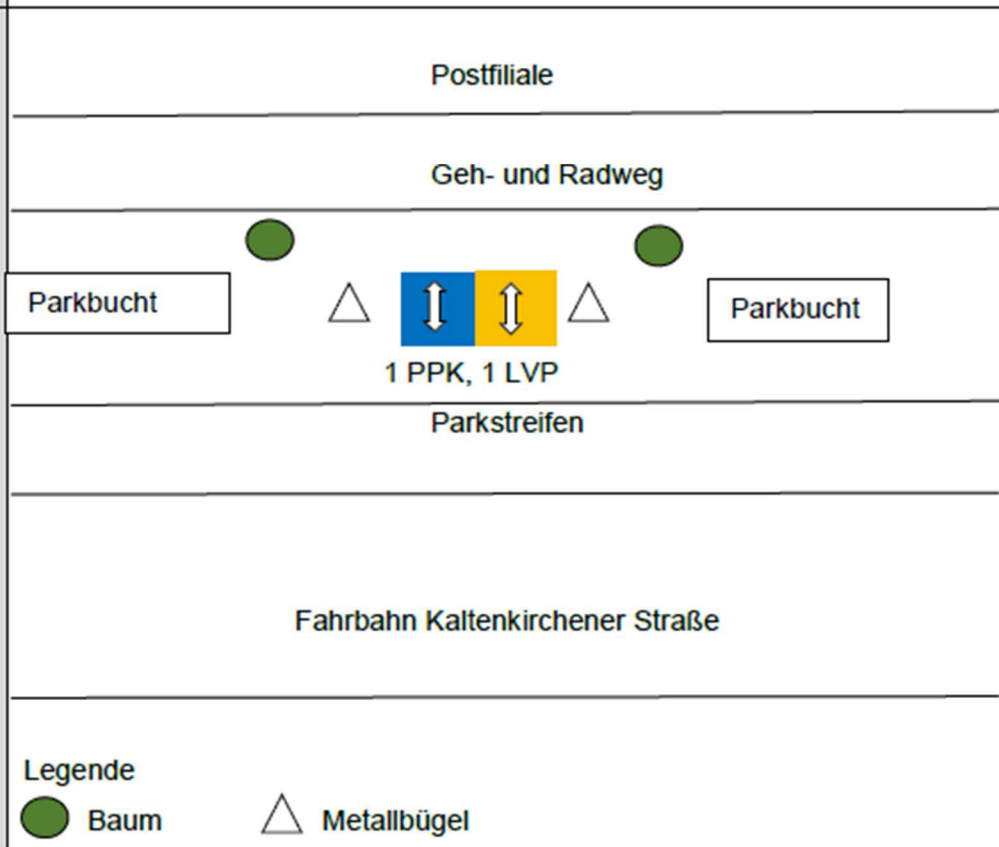 Postfiliale
Geh- und Radweg
Parkbucht
Parkbucht
1 PPK, 1 LVP
Parkstreifen
Fahrbahn Kaltenkirchener Straße
Legende
Baum
Metallbügel